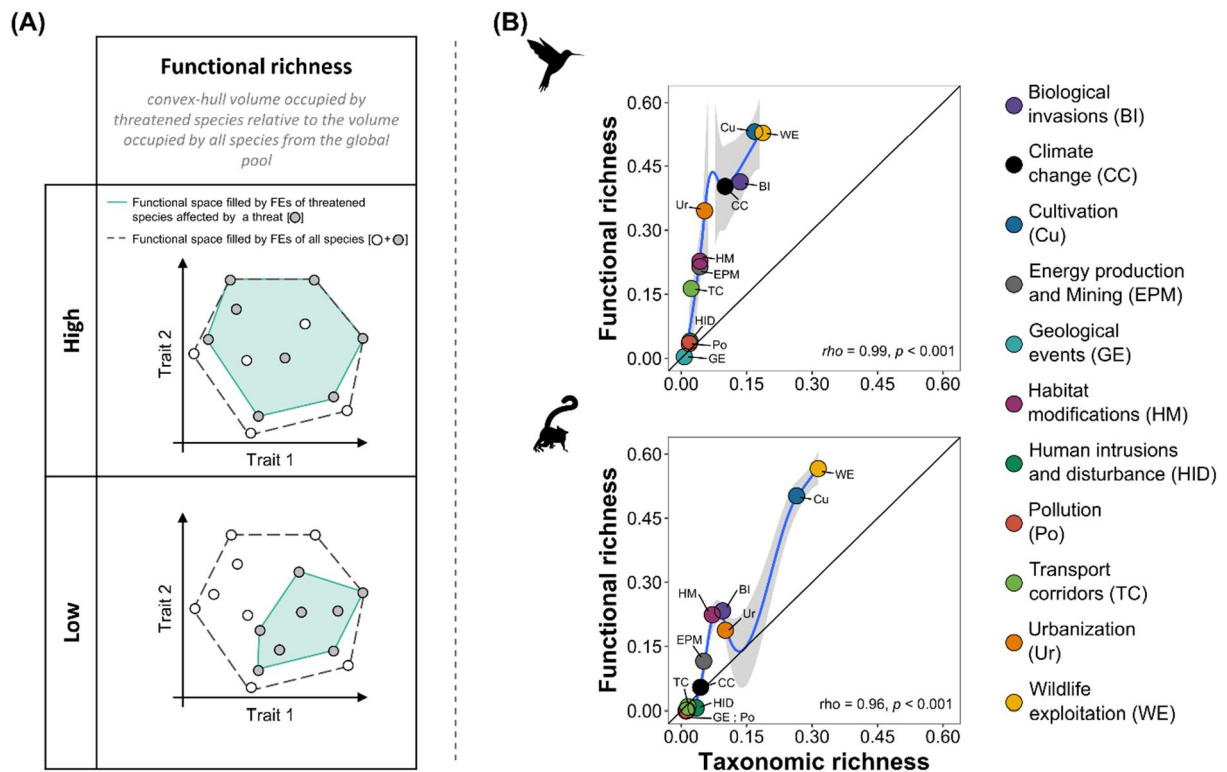 (A)
Functional richness
convex-hull volume occupied by
threatened species relative to the volume
occupied by all species from the global
pool
High
Functional space filled by FEs of threatened
species affected by a threat [ ]
Functional space filled by FEs of all species [ + ]
Trait 2
Trait 1
Low
Trait 2
Trait 1
(B)
Functional richness
0.60
0.45
0.30
0.15
0.00
Cu
WE
BI
CC
Ur
HM
EPM
TC
HID
Po
GE
rho = 0.99, p < 0.001
0.00
0.15
0.30
0.45
0.60
Functional richness
0.60
0.45
0.30
0.15
0.00
WE
Cu
HM
BI
Ur
EPM
TC
CC
HID
GE ; Po
rho = 0.96, p < 0.001
0.00
0.15
0.30
0.45
0.60
Taxonomic richness
Biological
invasions (BI)
Climate
change (CC)
Cultivation
(Cu)
Energy production
and Mining (EPM)
Geological
events (GE)
Habitat
modifications (HM)
Human intrusions
and disturbance (HID)
Pollution
(Po)
Transport
corridors (TC)
Urbanization
(Ur)
Wildlife
exploitation (WE)